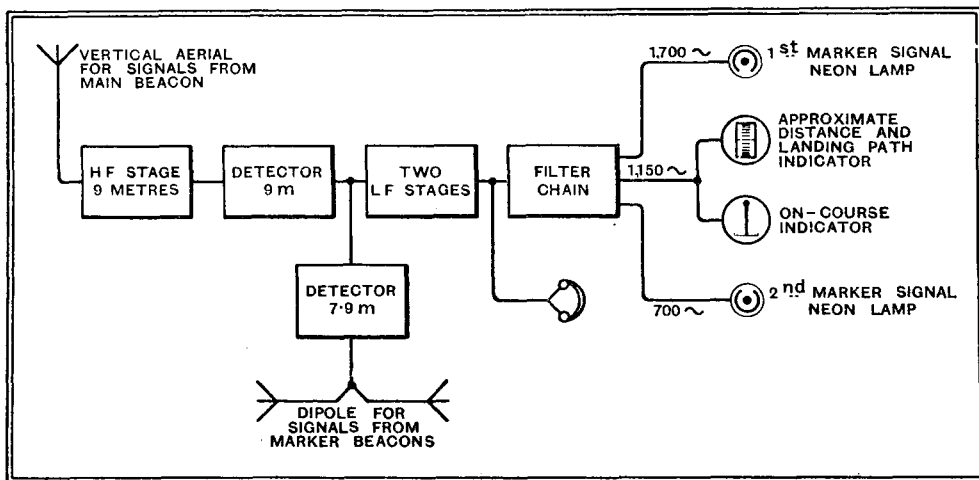 VERTICAL AERIAL
FOR SIGNALS FROM
MAIN BEACON
HF STAGE
9 METRES
DETECTOR
9 m
TWO
LF STAGES
FILTER
CHAIN
DETECTOR
7·9 m
DIPOLE FOR
SIGNALS FROM
MARKER BEACONS
1,700 ~
1st MARKER SIGNAL
NEON LAMP
1,150 ~
APPROXIMATE
DISTANCE AND
LANDING PATH
INDICATOR
ON-COURSE
INDICATOR
700 ~
2nd MARKER SIGNAL
NEON LAMP